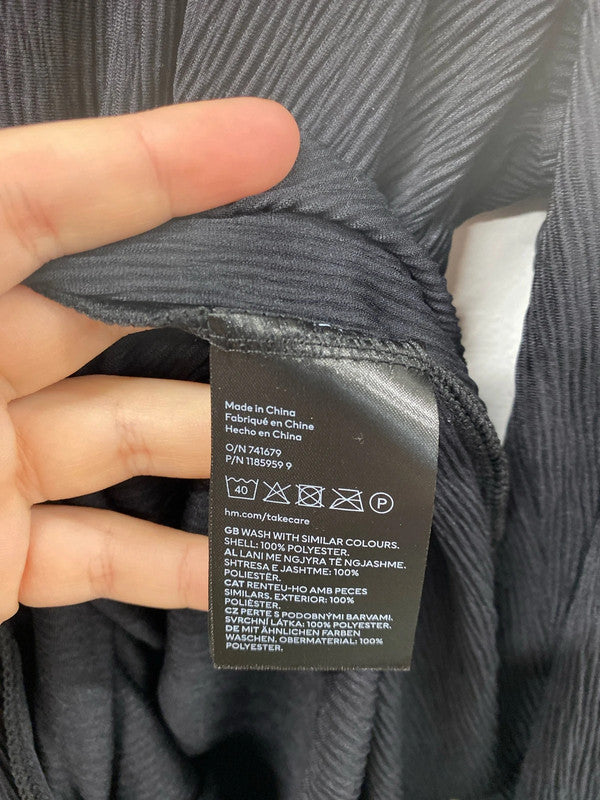 Made in China
Fabriqué en Chine
Hecho en China
O/N 741679
P/N 1185959 9
40 P
hm.com/takecare
GB WASH WITH SIMILAR COLOURS.
SHELL: 100% POLYESTER.
AL LANI ME NGJYRA TË NGJASHME.
SHTRESA E JASHTME: 100%
POLIESTËR.
CAT RENTEU-HO AMB PECES
SIMILARS. EXTERIOR: 100%
POLIÈSTER.
CZ PERTE S PODOBNÝMI BARVAMI.
SVRCHNÍ LÁTKA: 100% POLYESTER.
DE MIT ÄHNLICHEN FARBEN
WASCHEN. OBERMATERIAL: 100%
POLYESTER.